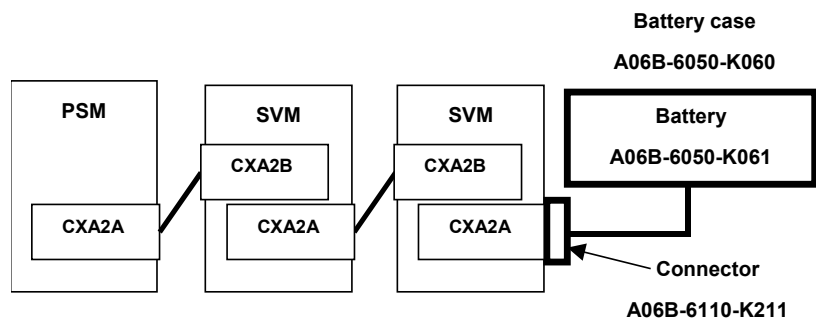 Battery case
A06B-6050-K060
PSM
SVM
SVM
Battery
A06B-6050-K061
CXA2B
CXA2B
CXA2A
CXA2A
CXA2A
Connector
A06B-6110-K211